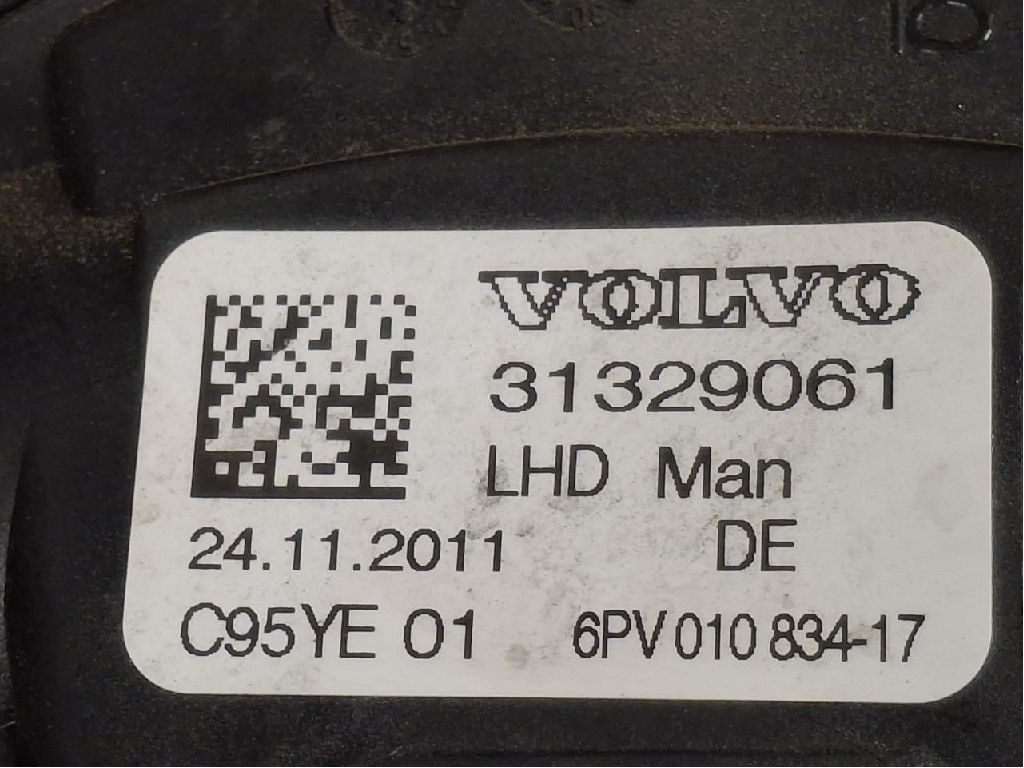 VOLVO
31329061
LHD Man
24.11.2011 DE
C95YE 01 6PV 010 834-17